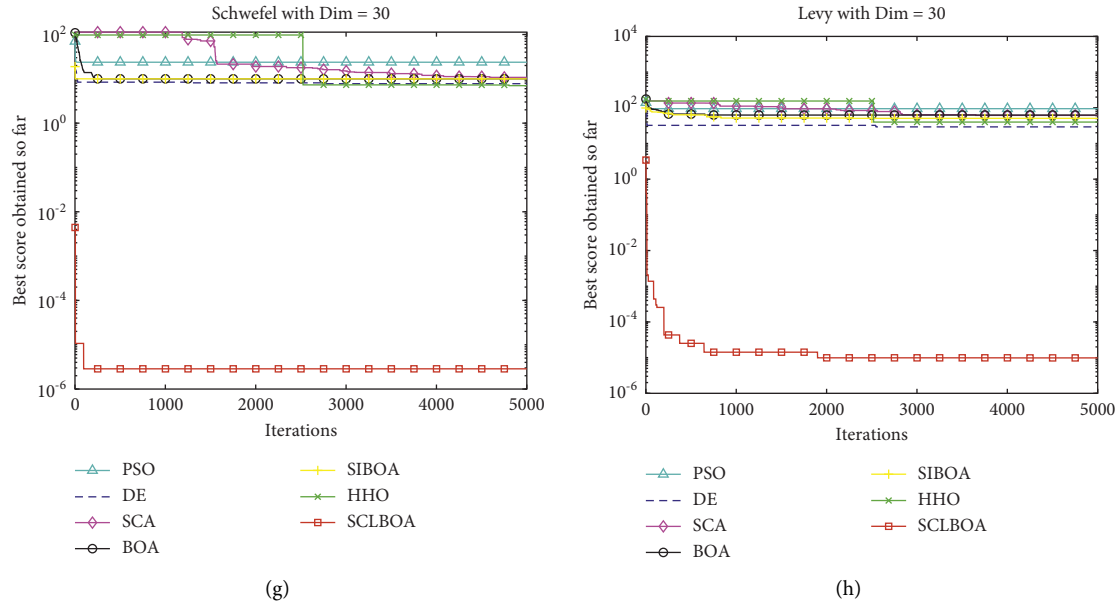 Schwefel with Dim = 30
Best score obtained so far
10^2
10^0
10^-2
10^-4
10^-6
0 1000 2000 3000 4000 5000
Iterations
PSO
DE
SCA
BOA
SIBOA
HHO
SCLBOA
(g)
Levy with Dim = 30
Best score obtained so far
10^4
10^2
10^0
10^-2
10^-4
10^-6
0 1000 2000 3000 4000 5000
Iterations
PSO
DE
SCA
BOA
SIBOA
HHO
SCLBOA
(h)